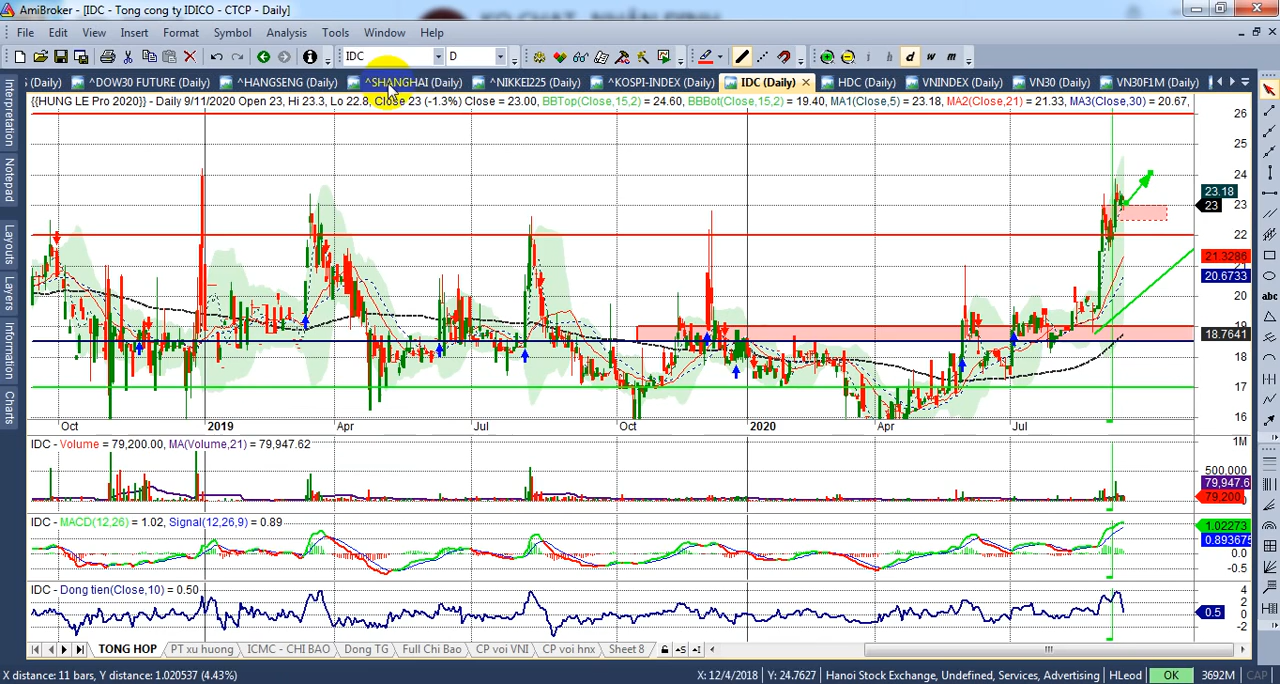 AmiBroker - [IDC - Tong cong ty IDICO - CTCP - Daily]
File Edit View Insert Format Symbol Analysis Tools Window Help
IDC D d w m
(Daily) ^DOW30 FUTURE (Daily) ^HANGSENG (Daily) ^SHANGHAI (Daily) ^NIKKEI225 (Daily) ^KOSPI-INDEX (Daily) IDC (Daily) HDC (Daily) VNINDEX (Daily) VN30 (Daily) VN30F1M (Daily)
{{HUNG LE Pro 2020}} - Daily 9/11/2020 Open 23, Hi 23.3, Lo 22.8, Close 23 (-1.3%) Close = 23.00, BBTop(Close,15,2) = 24.60, BBBot(Close,15,2) = 19.40, MA1(Close,5) = 23.18, MA2(Close,21) = 21.33, MA3(Close,30) = 20.67,
Interpretation
Notepad
Layouts
Layers
Information
Charts
abc
26
25
24
23.18
23
22
21.3286
20.6733
20
19
18.7641
18
17
16
Oct 2019 Apr Jul Oct 2020 Apr Jul
IDC - Volume = 79,200.00, MA(Volume,21) = 79,947.62
1M
500,000
79,947.6
79,200
IDC - MACD(12,26) = 1.02, Signal(12,26,9) = 0.89
1.02273
0.893675
0.0
-0.5
IDC - Dong tien(Close,10) = 0.50
4
2
0.5
-2
TONG HOP PT xu huong ICMC - CHI BAO Dong TG Full Chi Bao CP voi VNI CP voi hnx Sheet 8
X distance: 11 bars, Y distance: 1.020537 (4.43%) X: 12/4/2018 Y: 24.7627 Hanoi Stock Exchange, Undefined, Services, Advertising HLeod OK 3692M CAP